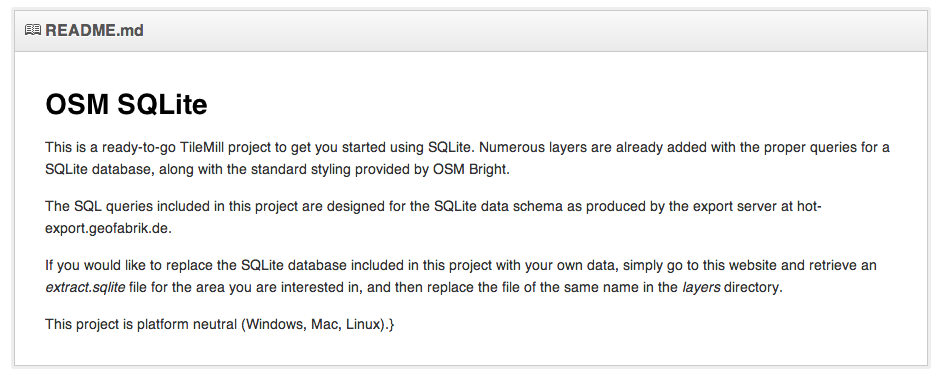 README.md
OSM SQLite
This is a ready-to-go TileMill project to get you started using SQLite. Numerous layers are already added with the proper queries for a
SQLite database, along with the standard styling provided by OSM Bright.
The SQL queries included in this project are designed for the SQLite data schema as produced by the export server at hot-
export.geofabrik.de.
If you would like to replace the SQLite database included in this project with your own data, simply go to this website and retrieve an
extract.sqlite file for the area you are interested in, and then replace the file of the same name in the layers directory.
This project is platform neutral (Windows, Mac, Linux).}